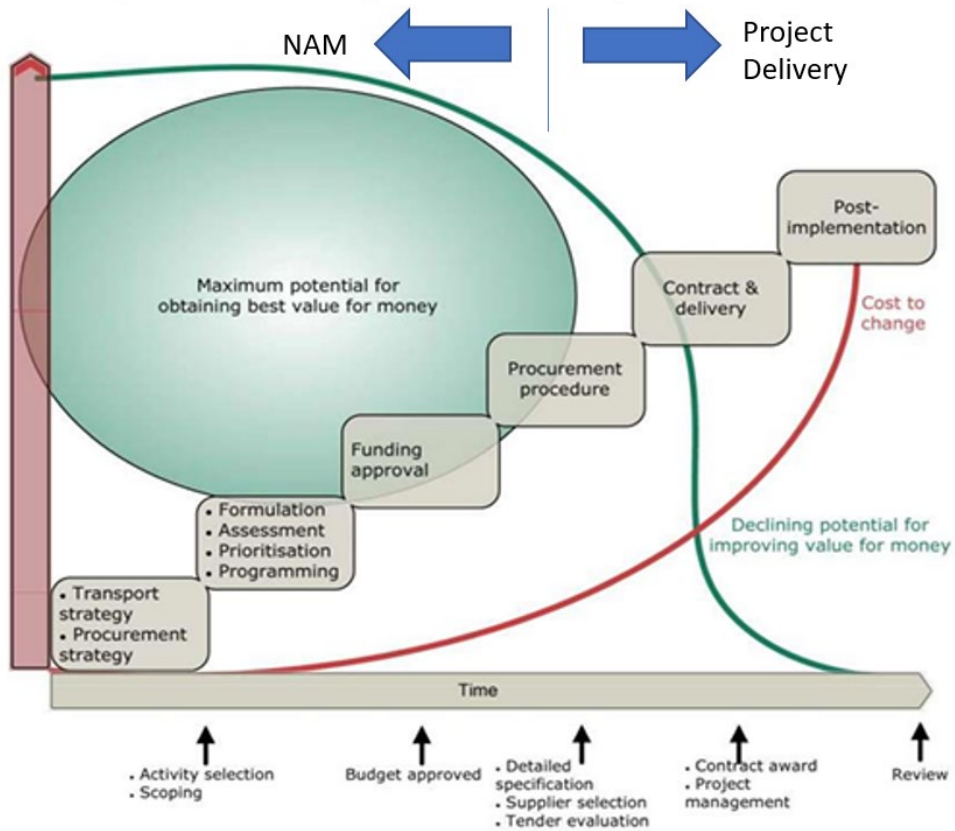 NAM
Project
Delivery
Post-
implementation
Maximum potential for
obtaining best value for money
Contract &
delivery
Cost to
change
Procurement
procedure
Funding
approval
• Formulation
• Assessment
• Prioritisation
• Programming
Declining potential for
improving value for money
• Transport
strategy
• Procurement
strategy
Time
• Activity selection
• Scoping
Budget approved
• Detailed
specification
• Supplier selection
• Tender evaluation
• Contract award
• Project
management
Review